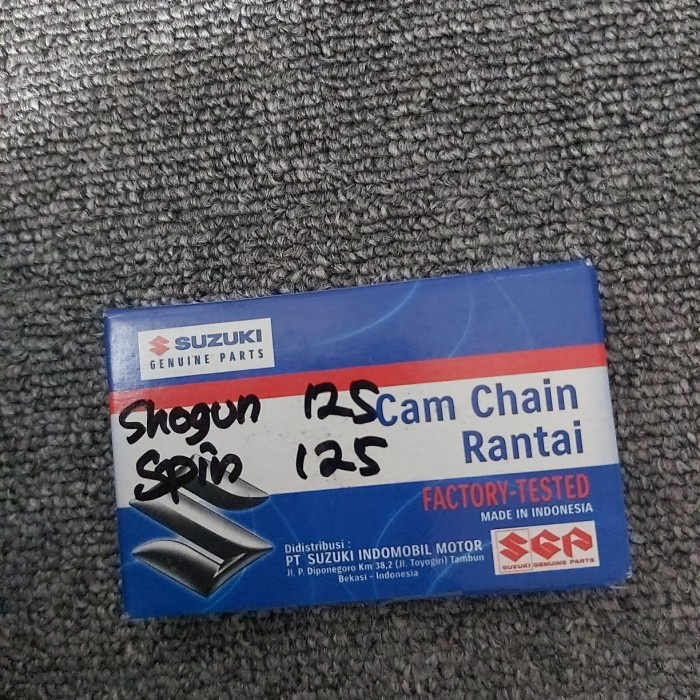 SUZUKI
GENUINE PARTS
Shogun 125
Spin 125
Cam Chain
Rantai
FACTORY-TESTED
MADE IN INDONESIA
Didistribusi :
PT SUZUKI INDOMOBIL MOTOR
Jl. P. Diponegoro Km 38,2 (Jl. Toyogiri) Tambun
Bekasi - Indonesia
SGP
SUZUKI GENUINE PARTS